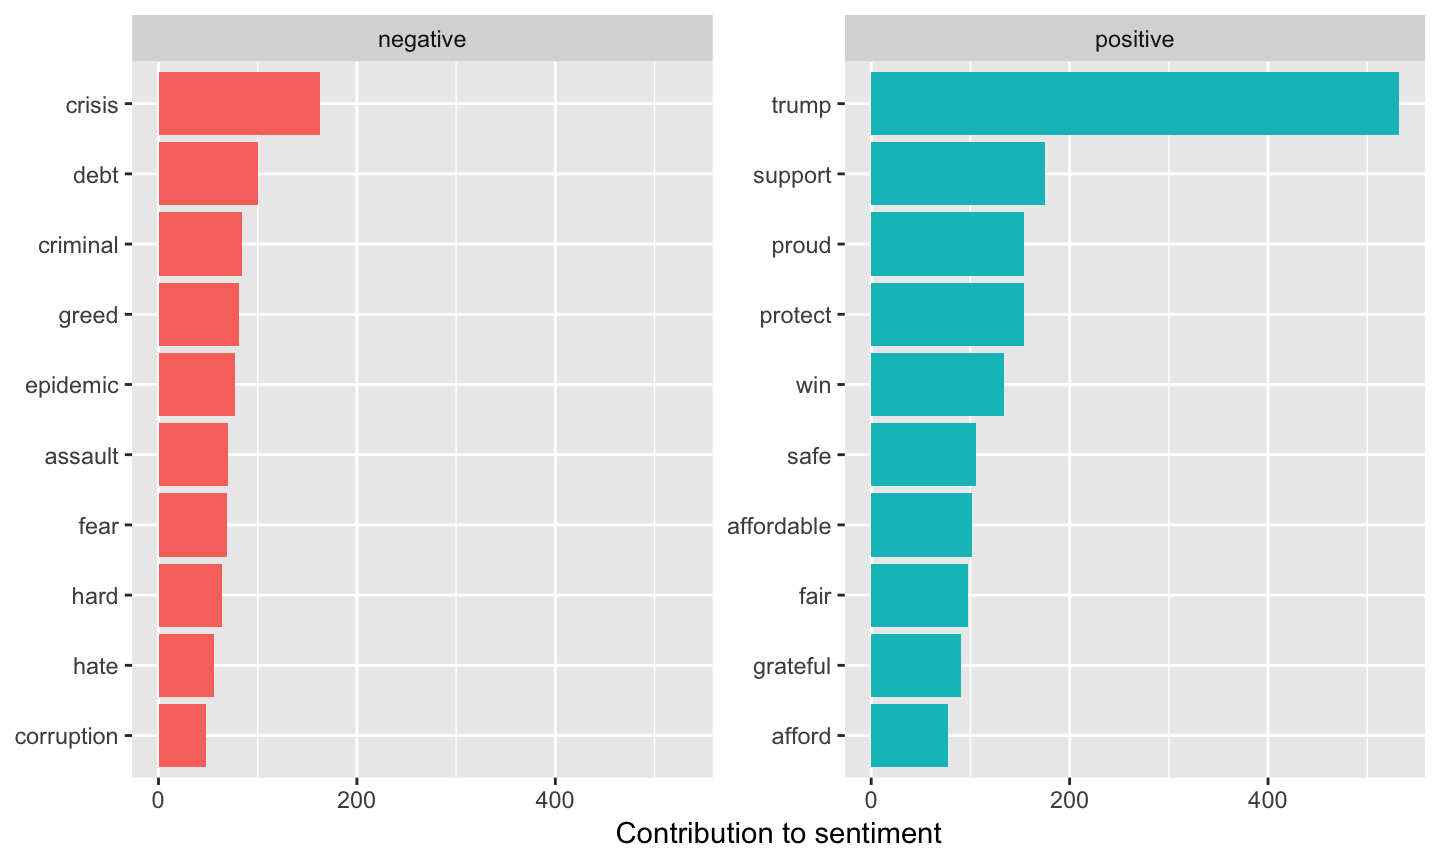 negative
crisis
debt
criminal
greed
epidemic
assault
fear
hard
hate
corruption
0 200 400
positive
trump
support
proud
protect
win
safe
affordable
fair
grateful
afford
0 200 400
Contribution to sentiment